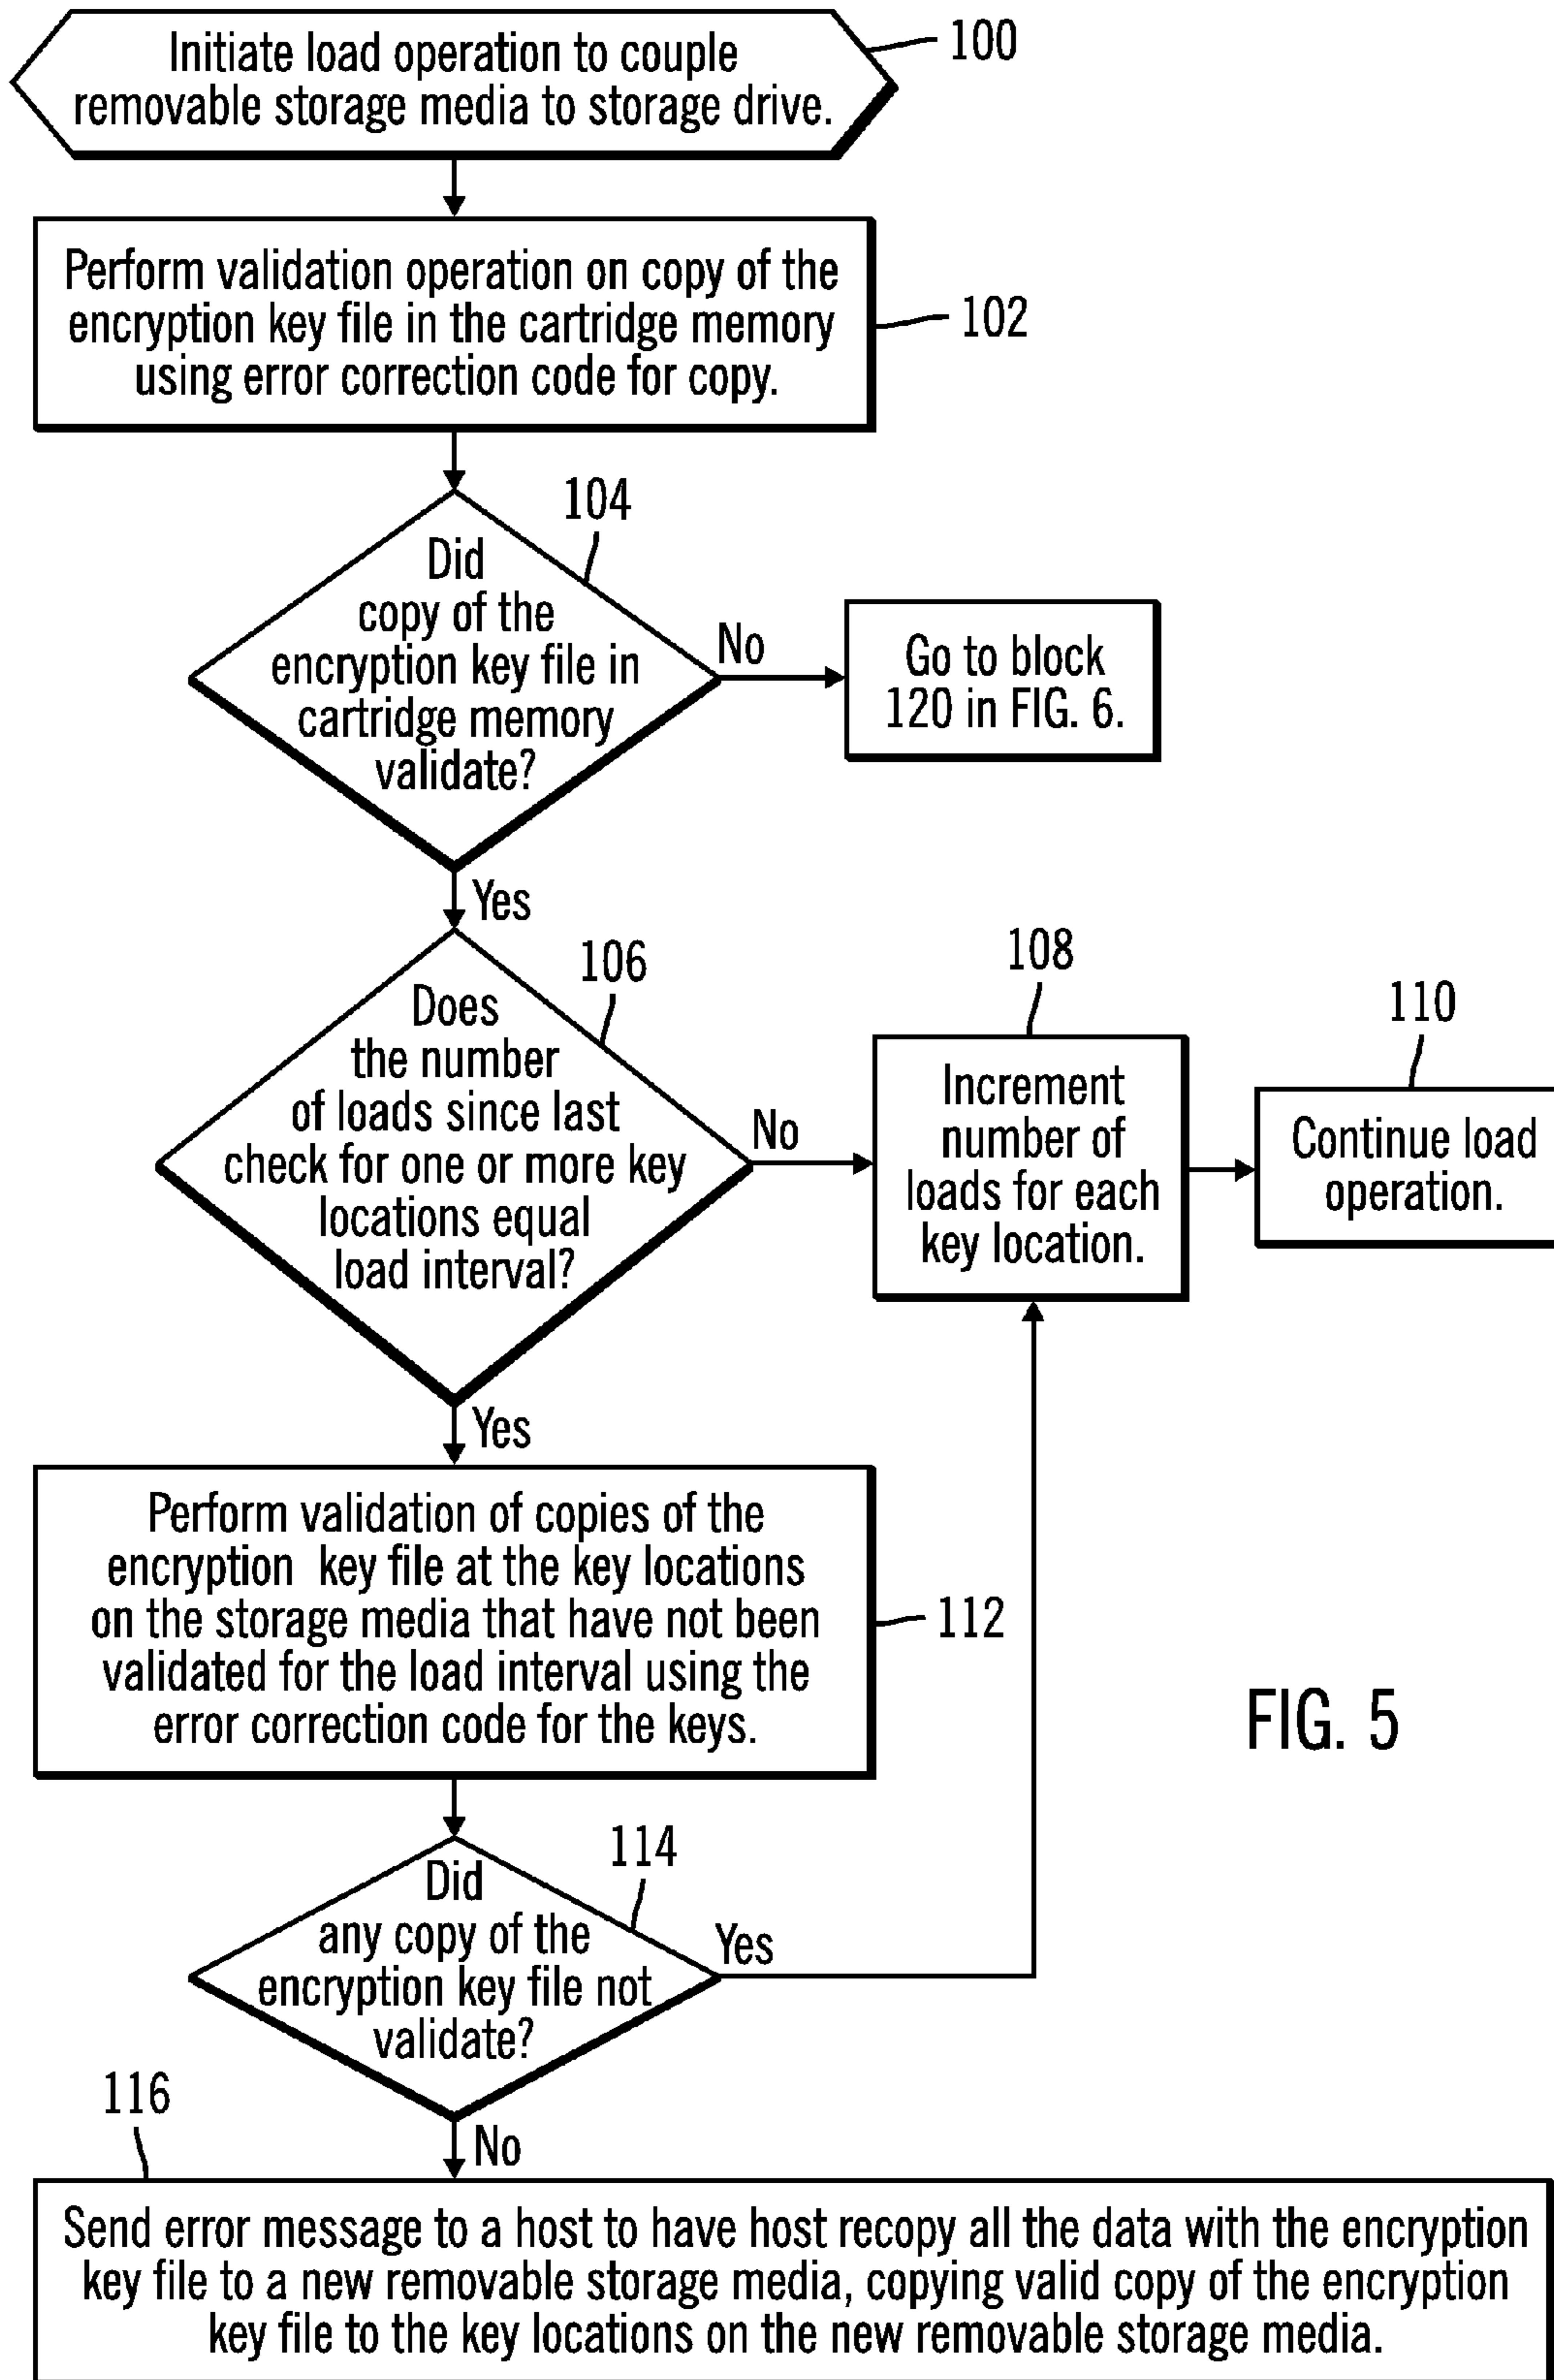 Initiate load operation to couple
removable storage media to storage drive.
100
Perform validation operation on copy of the
encryption key file in the cartridge memory
using error correction code for copy.
102
104
Did
copy of the
encryption key file in
cartridge memory
validate?
No
Go to block
120 in FIG. 6.
Yes
106
Does
the number
of loads since last
check for one or more key
locations equal
load interval?
No
108
Increment
number of
loads for each
key location.
110
Continue load
operation.
Yes
Perform validation of copies of the
encryption key file at the key locations
on the storage media that have not been
validated for the load interval using the
error correction code for the keys.
112
FIG. 5
114
Did
any copy of the
encryption key file not
validate?
Yes
No
116
Send error message to a host to have host recopy all the data with the encryption
key file to a new removable storage media, copying valid copy of the encryption
key file to the key locations on the new removable storage media.